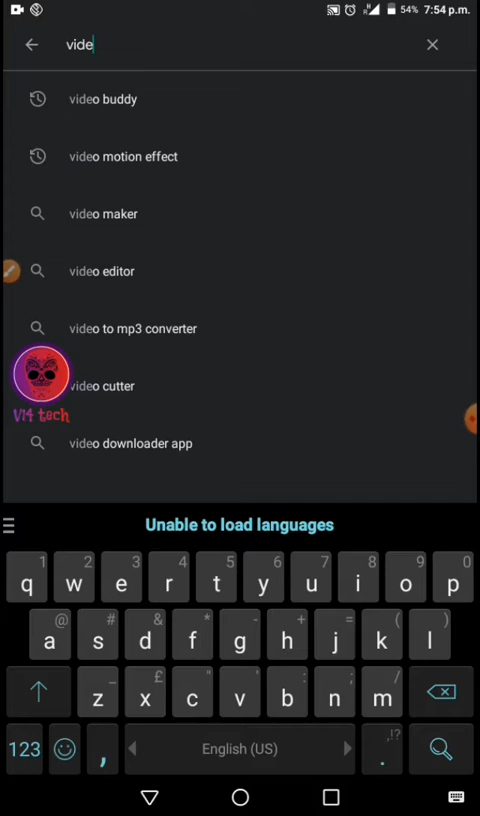 54% 7:54 p.m.
vide
video buddy
video motion effect
video maker
video editor
video to mp3 converter
video cutter
V14 tech
video downloader app
Unable to load languages
1 2 3 4 5 6 7 8 9 0
q w e r t y u i o p
@ # & * - + = ( )
a s d f g h j k l
_ £ " ' : ; /
z x c v b n m
123 , English (US) ,!? .